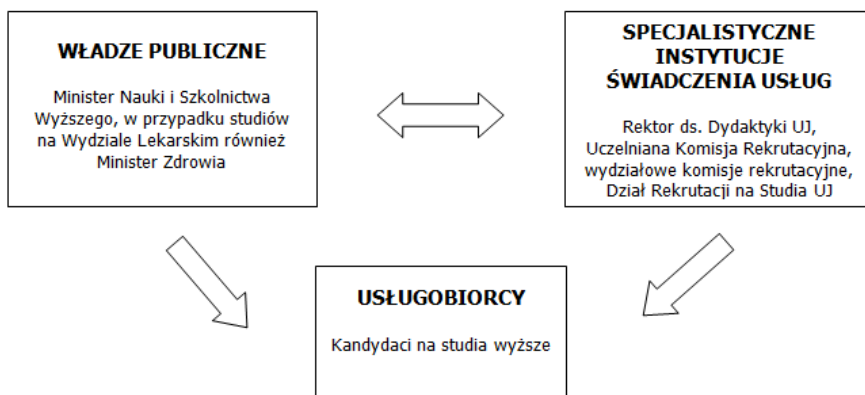 WŁADZE PUBLICZNE
Minister Nauki i Szkolnictwa
Wyższego, w przypadku studiów
na Wydziale Lekarskim również
Minister Zdrowia
SPECJALISTYCZNE
INSTYTUCJE
ŚWIADCZENIA USŁUG
Rektor ds. Dydaktyki UJ,
Uczelniana Komisja Rekrutacyjna,
wydziałowe komisje rekrutacyjne,
Dział Rekrutacji na Studia UJ
USŁUGOBIORCY
Kandydaci na studia wyższe